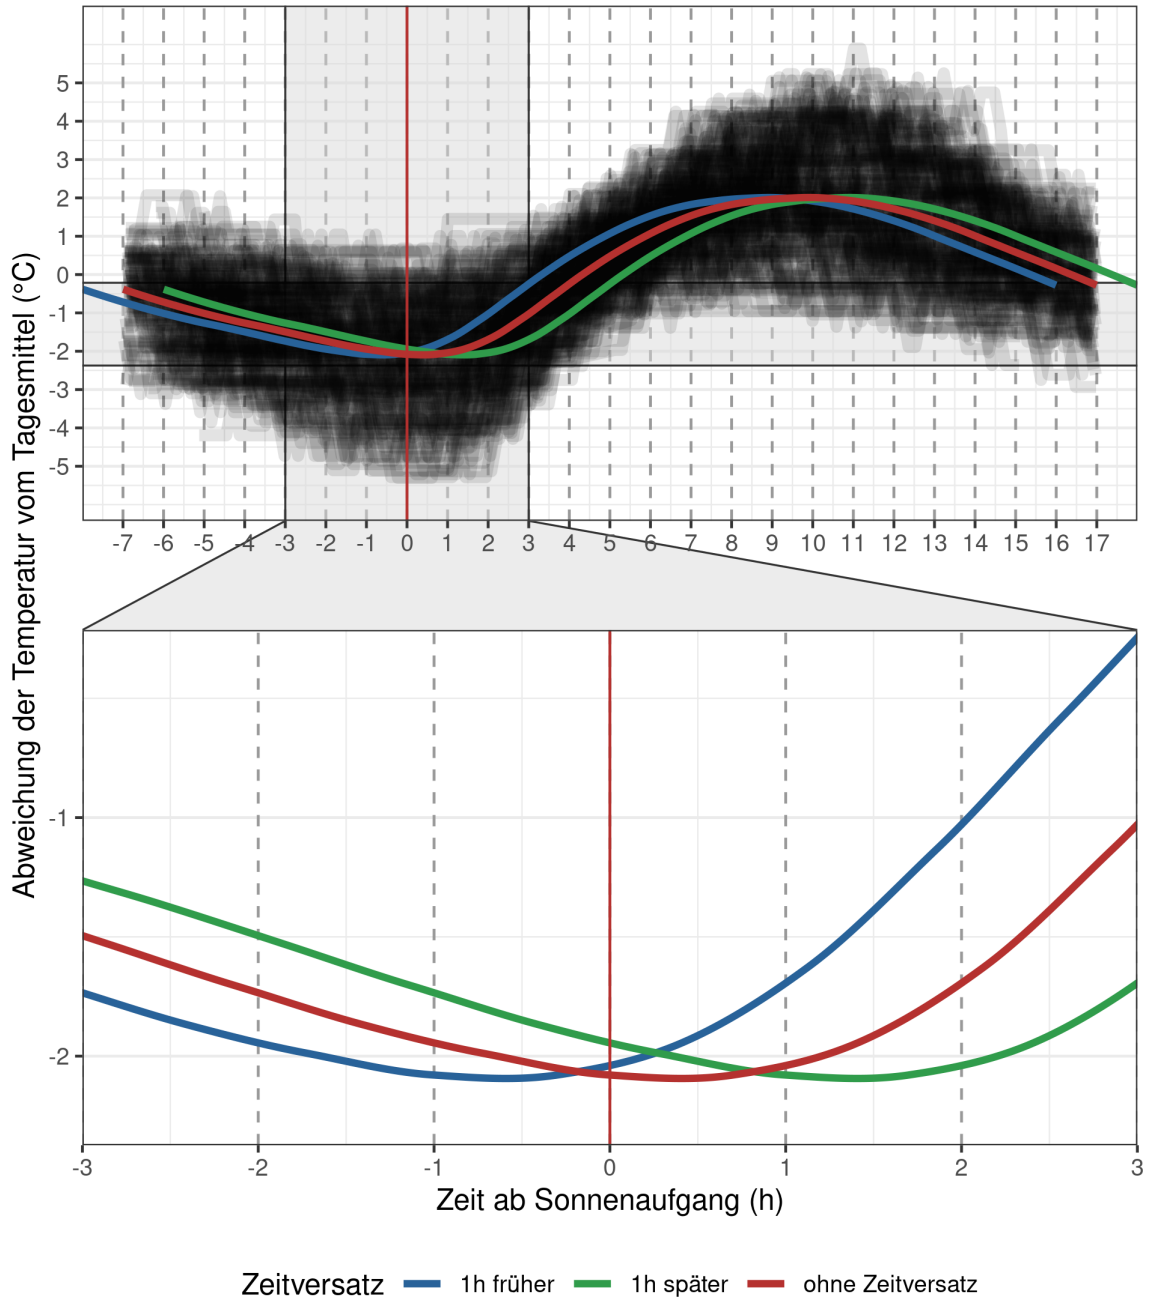 Abweichung der Temperatur vom Tagesmittel (°C)
5
4
3
2
1
0
-1
-2
-3
-4
-5
-7 -6 -5 -4 -3 -2 -1 0 1 2 3 4 5 6 7 8 9 10 11 12 13 14 15 16 17
-1
-2
-3 -2 -1 0 1 2 3
Zeit ab Sonnenaufgang (h)
Zeitversatz 1h früher 1h später ohne Zeitversatz